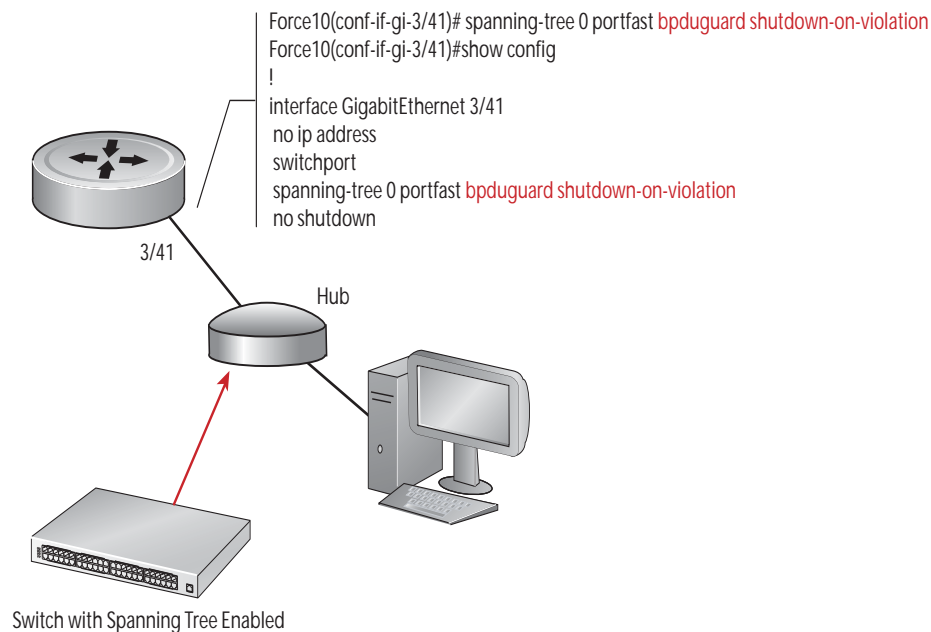 Force10(conf-if-gi-3/41)# spanning-tree 0 portfast bpduguard shutdown-on-violation
Force10(conf-if-gi-3/41)#show config
!
interface GigabitEthernet 3/41
no ip address
switchport
spanning-tree 0 portfast bpduguard shutdown-on-violation
no shutdown
3/41
Hub
Switch with Spanning Tree Enabled